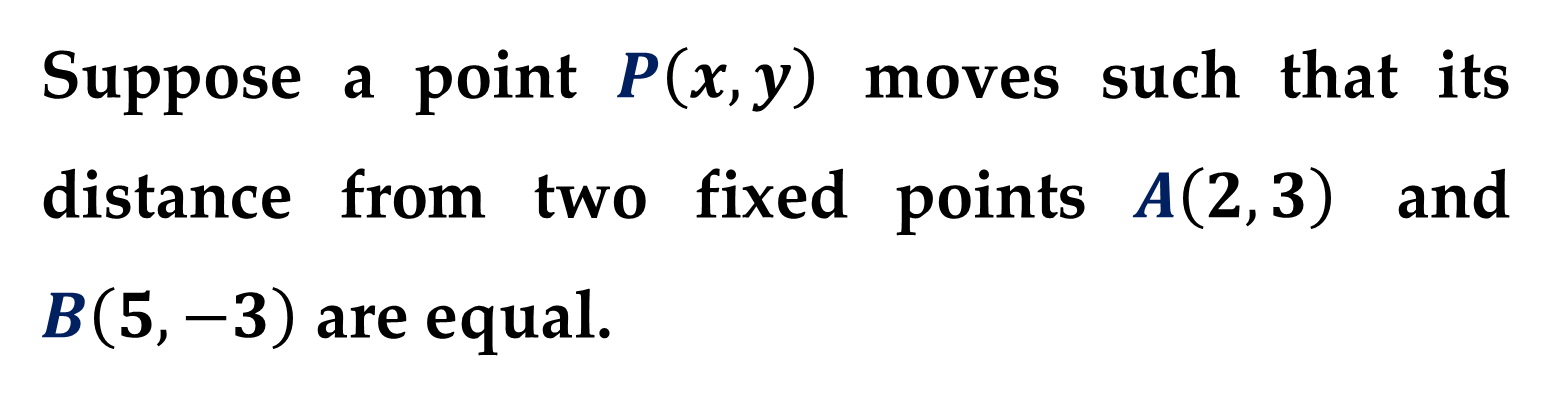 Suppose a point P(x, y) moves such that its
distance from two fixed points A(2, 3) and
B(5, −3) are equal.